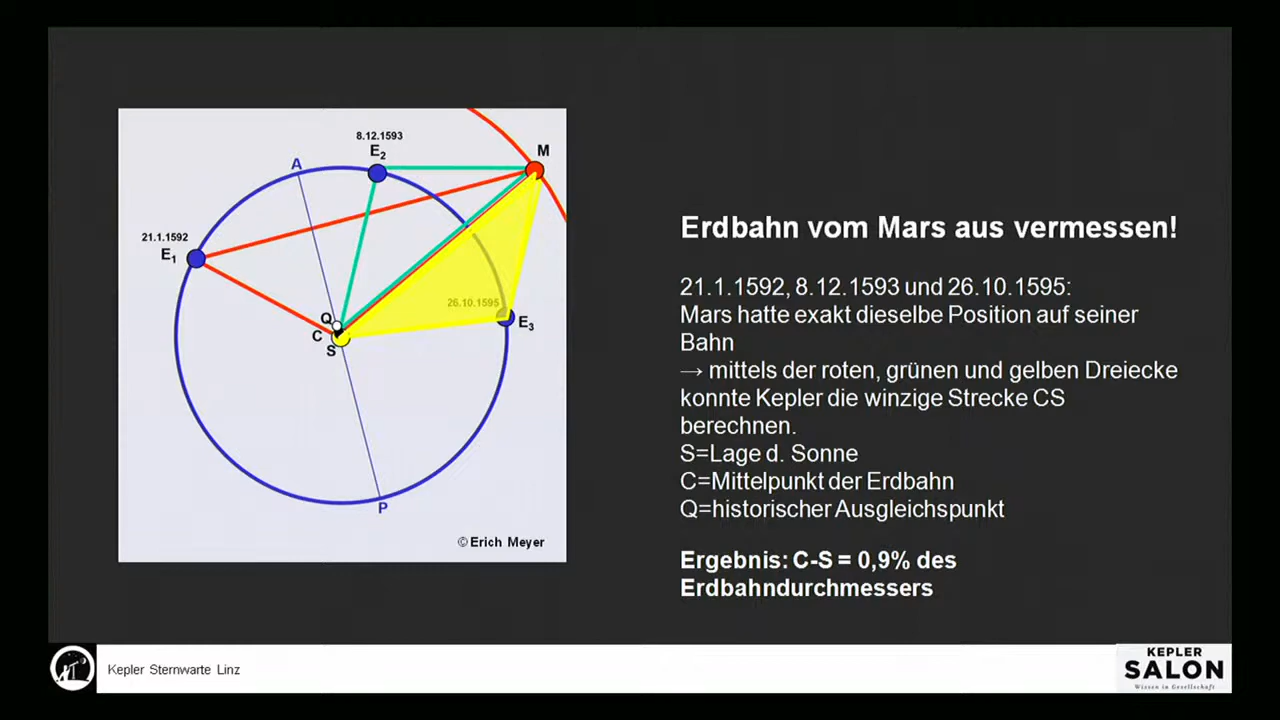 8.12.1593
E2
M
A
21.1.1592
E1
26.10.1595
E3
Q
C
S
P
© Erich Meyer
Erdbahn vom Mars aus vermessen!
21.1.1592, 8.12.1593 und 26.10.1595:
Mars hatte exakt dieselbe Position auf seiner
Bahn
→ mittels der roten, grünen und gelben Dreiecke
konnte Kepler die winzige Strecke CS
berechnen.
S=Lage d. Sonne
C=Mittelpunkt der Erdbahn
Q=historischer Ausgleichspunkt
Ergebnis: C-S = 0,9% des
Erdbahndurchmessers
Kepler Sternwarte Linz
KEPLER
SALON
Wissen in Gesellschaft